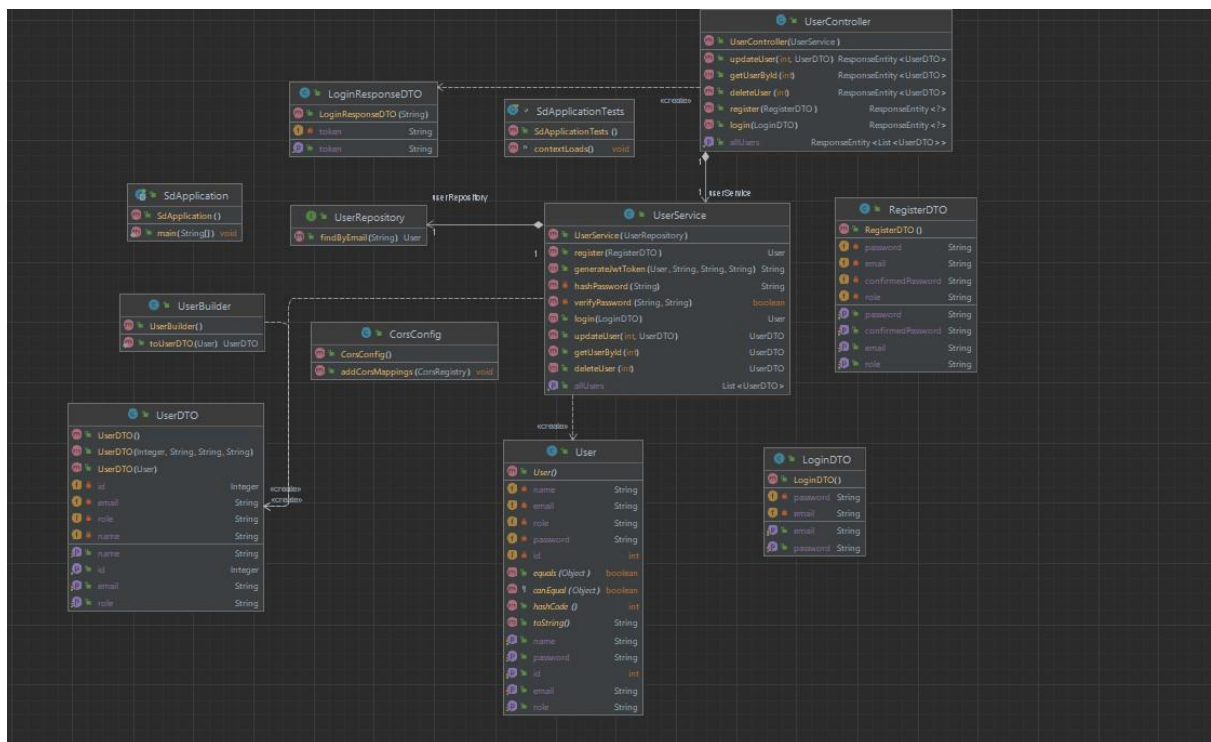 UserController
UserController(UserService)
updateUser(int, UserDTO) ResponseEntity<UserDTO>
getUserById(int) ResponseEntity<UserDTO>
deleteUser(int) ResponseEntity<UserDTO>
register(RegisterDTO) ResponseEntity<?>
login(LoginDTO) ResponseEntity<?>
allUsers ResponseEntity<List<UserDTO>>
«create»
LoginResponseDTO
LoginResponseDTO(String)
token String
token String
SdApplicationTests
SdApplicationTests()
contextLoads() void
1
1 userService
SdApplication
SdApplication()
main(String[]) void
userRepository
UserRepository
findByEmail(String) User
1
1
UserService
UserService(UserRepository)
register(RegisterDTO) User
generateJwtToken(User, String, String, String) String
hashPassword(String) String
verifyPassword(String, String) boolean
login(LoginDTO) User
updateUser(int, UserDTO) UserDTO
getUserById(int) UserDTO
deleteUser(int) UserDTO
allUsers List<UserDTO>
RegisterDTO
RegisterDTO()
password String
email String
confirmedPassword String
role String
password String
confirmedPassword String
email String
role String
UserBuilder
UserBuilder()
toUserDTO(User) UserDTO
CorsConfig
CorsConfig()
addCorsMappings(CorsRegistry) void
UserDTO
UserDTO()
UserDTO(Integer, String, String, String)
UserDTO(User)
id Integer
email String
role String
name String
name String
id Integer
email String
role String
«create»
«create»
«create»
User
User()
name String
email String
role String
password String
id int
equals(Object) boolean
canEqual(Object) boolean
hashCode() int
toString() String
name String
password String
id int
email String
role String
LoginDTO
LoginDTO()
password String
email String
email String
password String